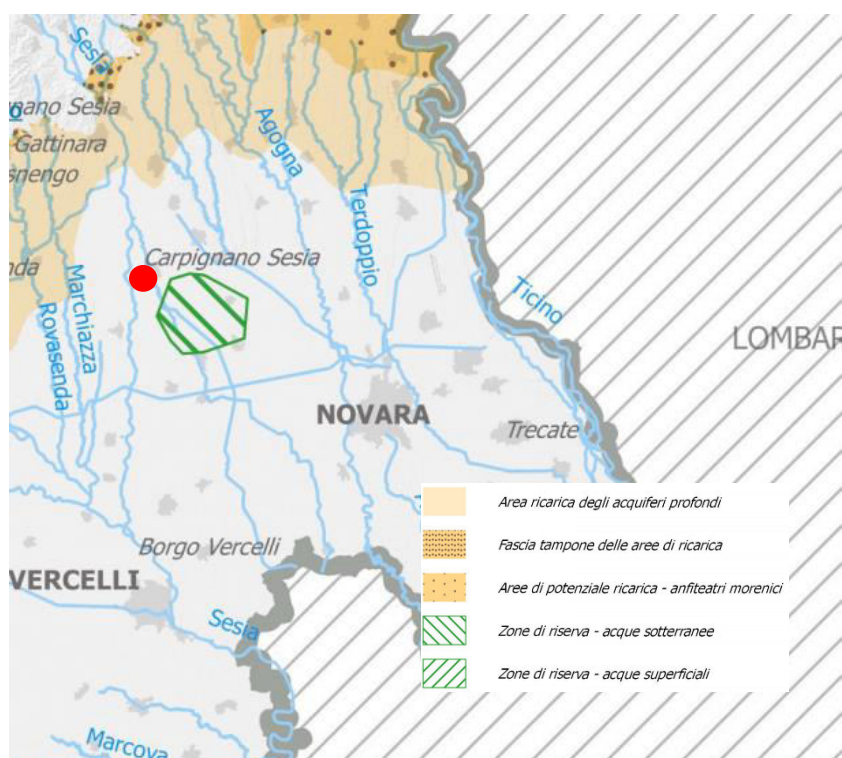 Sesia
nano Sesia
Gattinara
snengo
Agogna
Terdoppio
Carpignano Sesia
nda
Marchiazza
Rovasenda
Ticino
LOMBAR
NOVARA
Trecate
Borgo Vercelli
VERCELLI
Sesia
Marcova
Area ricarica degli acquiferi profondi
Fascia tampone delle aree di ricarica
Aree di potenziale ricarica - anfiteatri morenici
Zone di riserva - acque sotterranee
Zone di riserva - acque superficiali